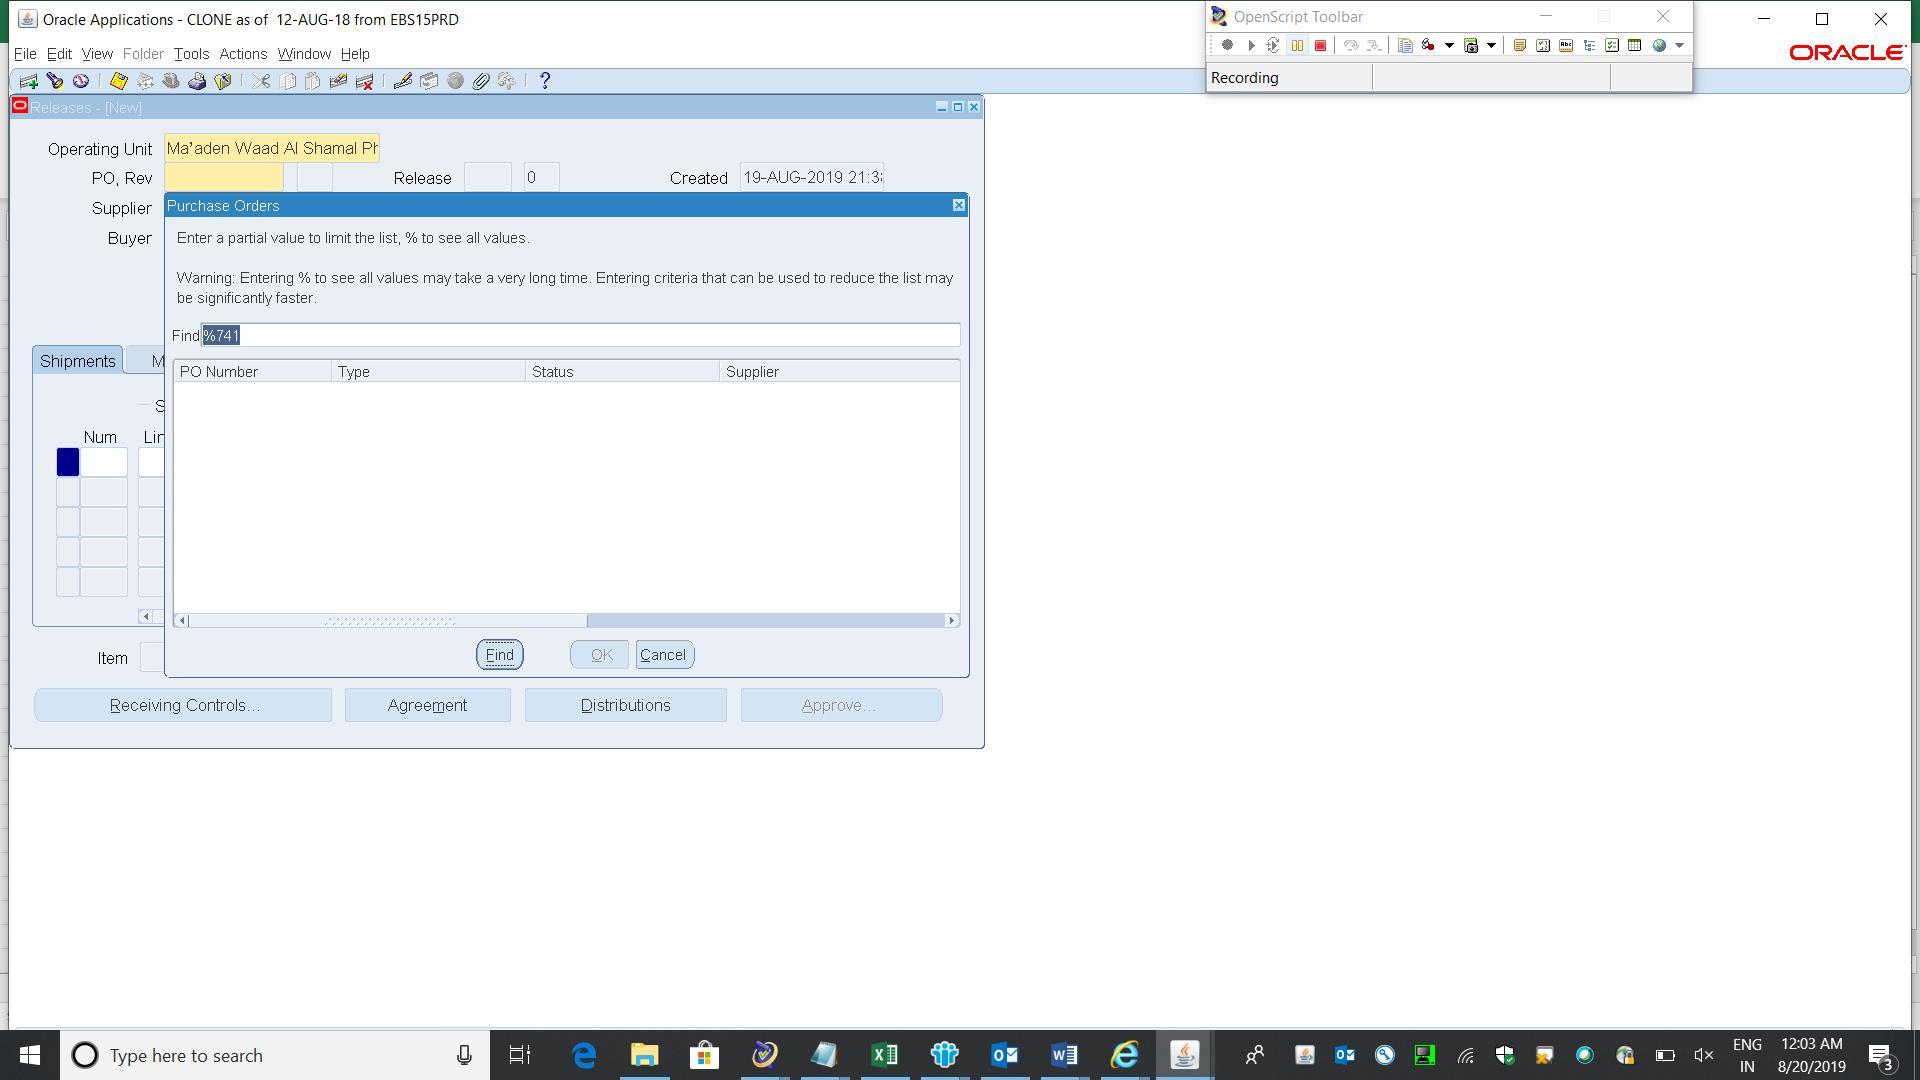 Oracle Applications - CLONE as of 12-AUG-18 from EBS15PRD
OpenScript Toolbar
File Edit View Folder Tools Actions Window Help
ORACLE
Recording
Releases - [New]
Operating Unit Ma'aden Waad Al Shamal Ph
PO, Rev Release 0 Created 19-AUG-2019 21:3
Supplier
Purchase Orders
Buyer
Enter a partial value to limit the list, % to see all values.
Warning: Entering % to see all values may take a very long time. Entering criteria that can be used to reduce the list may
be significantly faster.
Find %741
Shipments M
PO Number Type Status Supplier
S
Num Lin
Find OK Cancel
Item
Receiving Controls... Agreement Distributions Approve...
Type here to search
ENG
IN
12:03 AM
8/20/2019
3